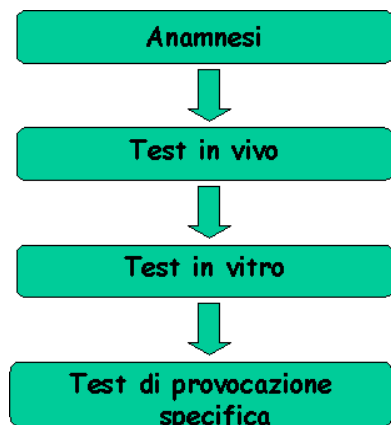 Anamnesi
Test in vivo
Test in vitro
Test di provocazione
specifica